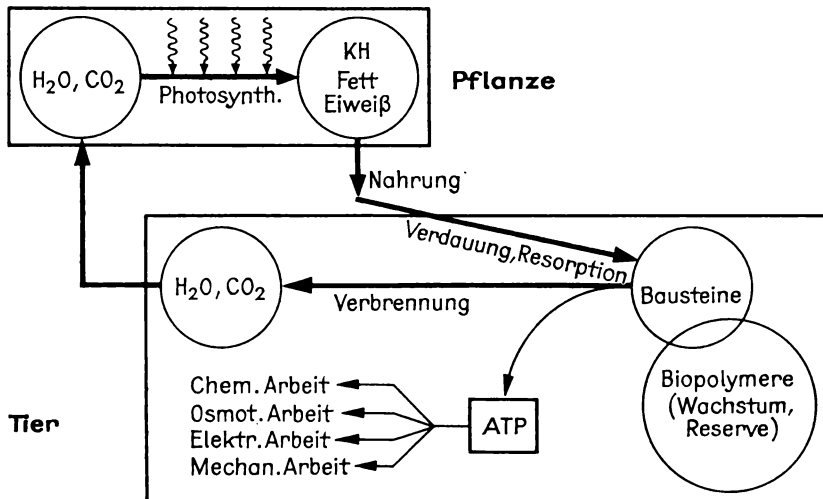 H₂O, CO₂
Photosynth.
KH
Fett
Eiweiß
Pflanze
Nahrung
Verdauung, Resorption
H₂O, CO₂
Verbrennung
Bausteine
Biopolymere
(Wachstum,
Reserve)
Tier
Chem. Arbeit
Osmot. Arbeit
Elektr. Arbeit
Mechan. Arbeit
ATP